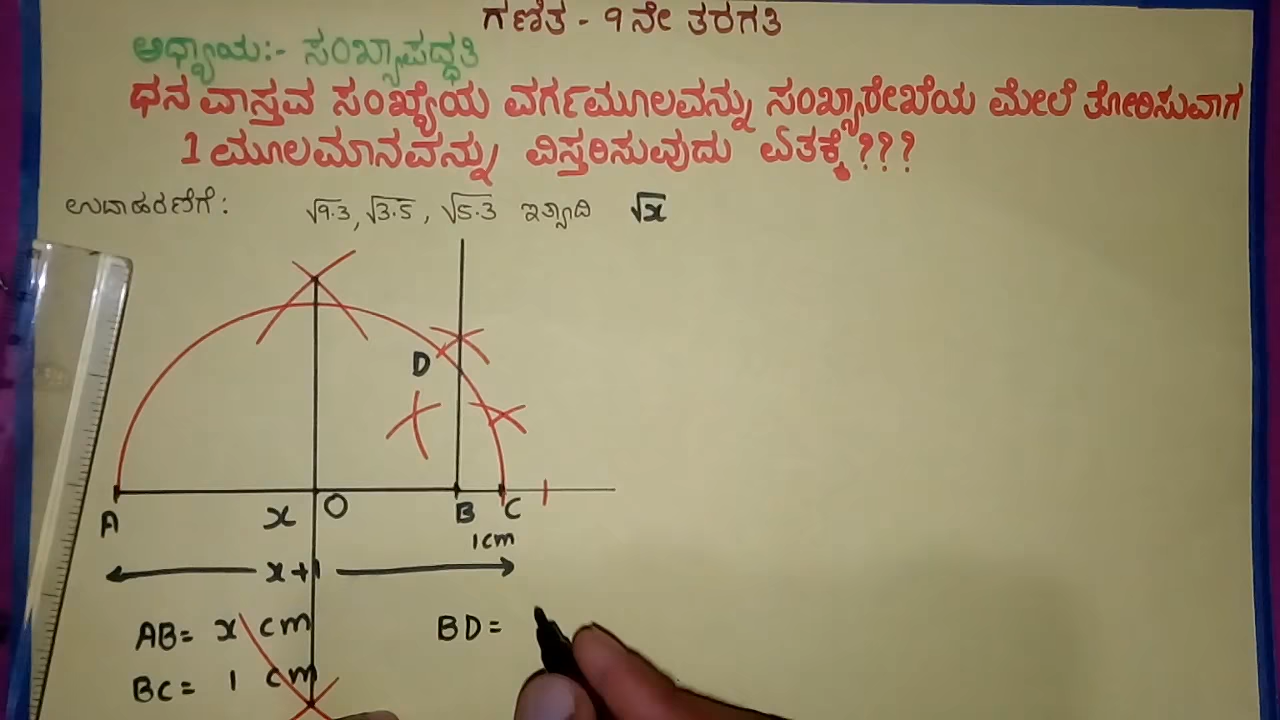 ಗಣಿತ - 9 ನೇ ತರಗತಿ
ಅಧ್ಯಾಯ:- ಸಂಖ್ಯಾಪದ್ಧತಿ
ಧನ ವಾಸ್ತವ ಸಂಖ್ಯೆಯ ವರ್ಗಮೂಲವನ್ನು ಸಂಖ್ಯಾರೇಖೆಯ ಮೇಲೆ ತೋರಿಸುವಾಗ
1 ಮೂಲಮಾನವನ್ನು ವಿಸ್ತರಿಸುವುದು ಏತಕ್ಕೆ???
ಉದಾಹರಣೆಗೆ: √9.3, √3.5, √5.3 ಇತ್ಯಾದಿ √x
D
A x O B C
1cm
x+1
AB= x cm BD=
BC= 1 cm